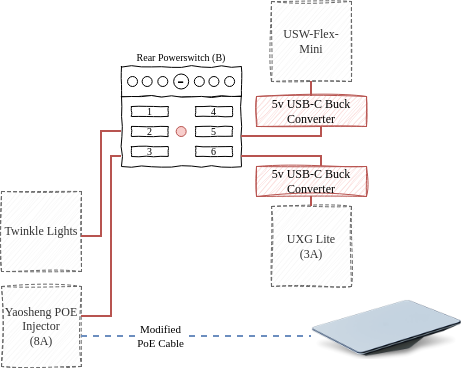 USW-Flex-
Mini
Rear Powerswitch (B)
5v USB-C Buck
Converter
1
4
2
5
3
6
5v USB-C Buck
Converter
Twinkle Lights
UXG Lite
(3A)
Yaosheng POE
Injector
(8A)
Modified
PoE Cable